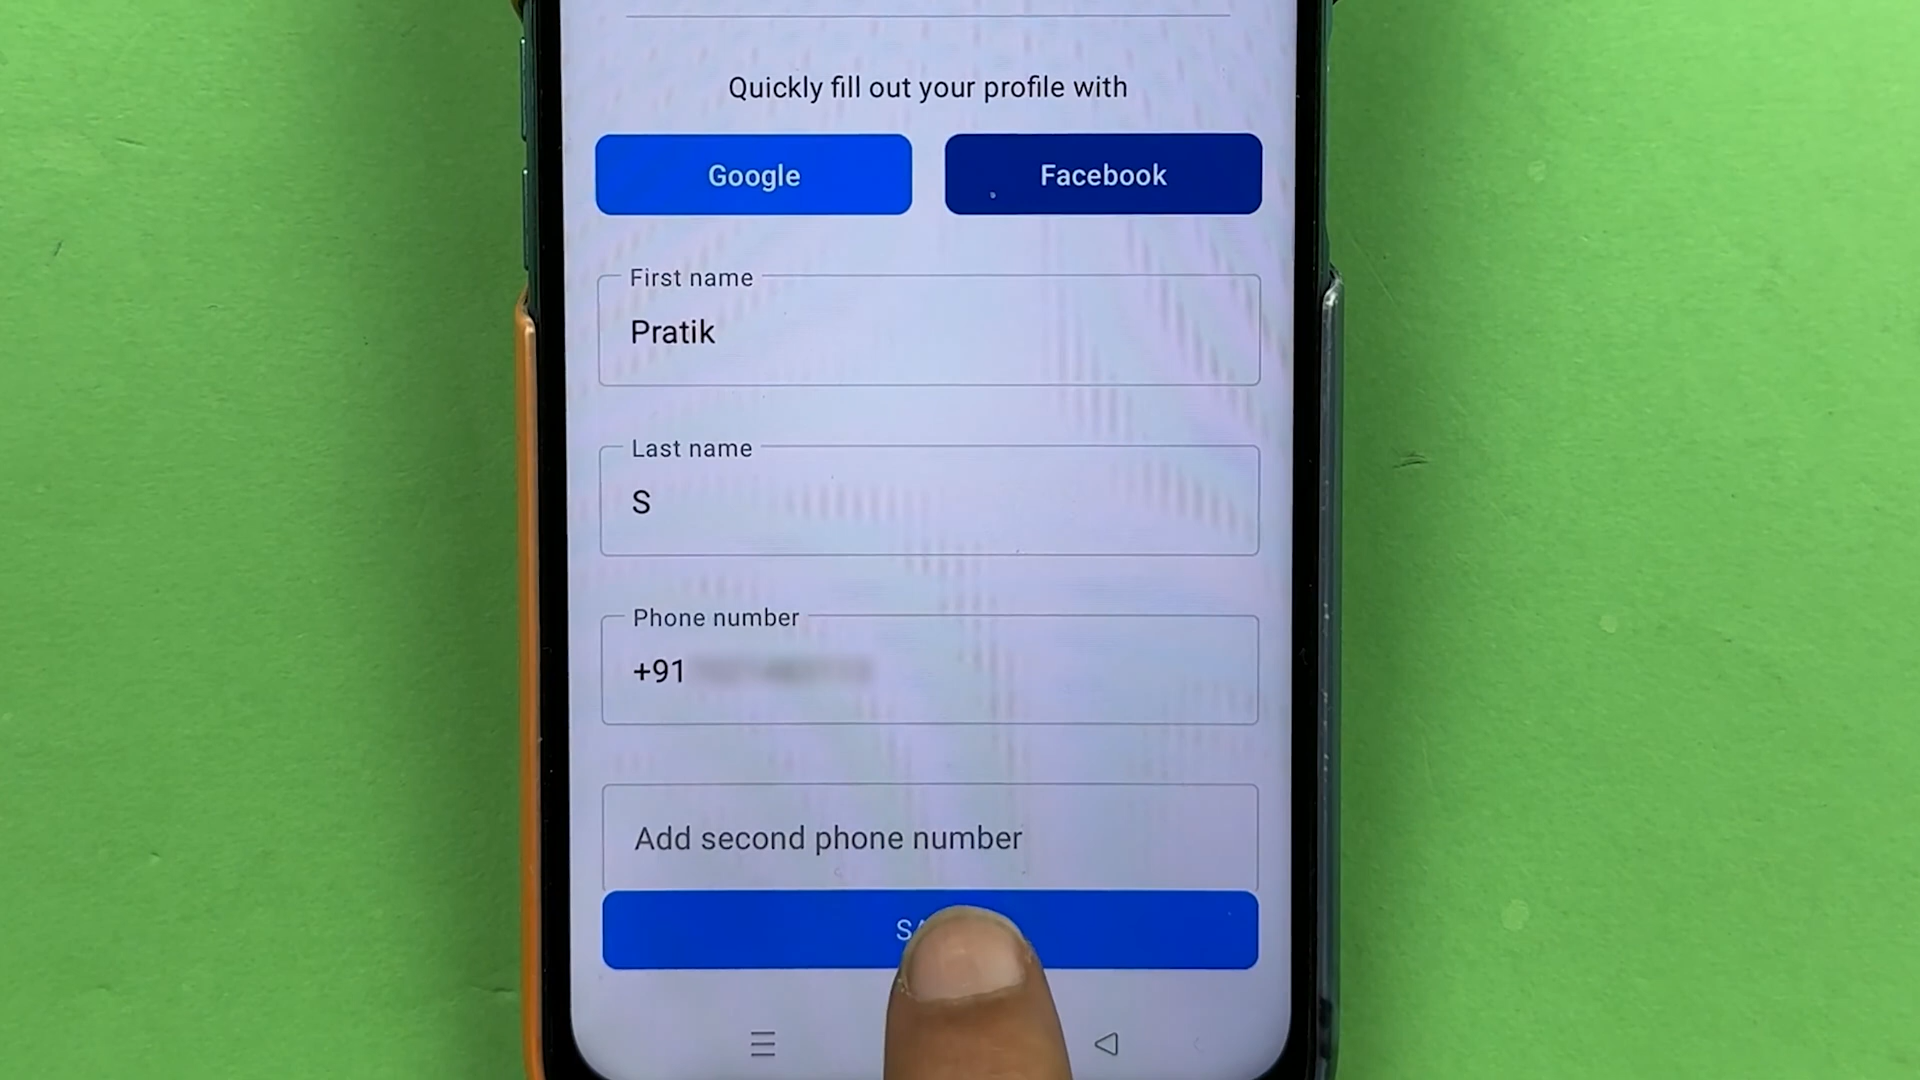 Quickly fill out your profile with
Google Facebook
First name
Pratik
Last name
S
Phone number
+91
Add second phone number